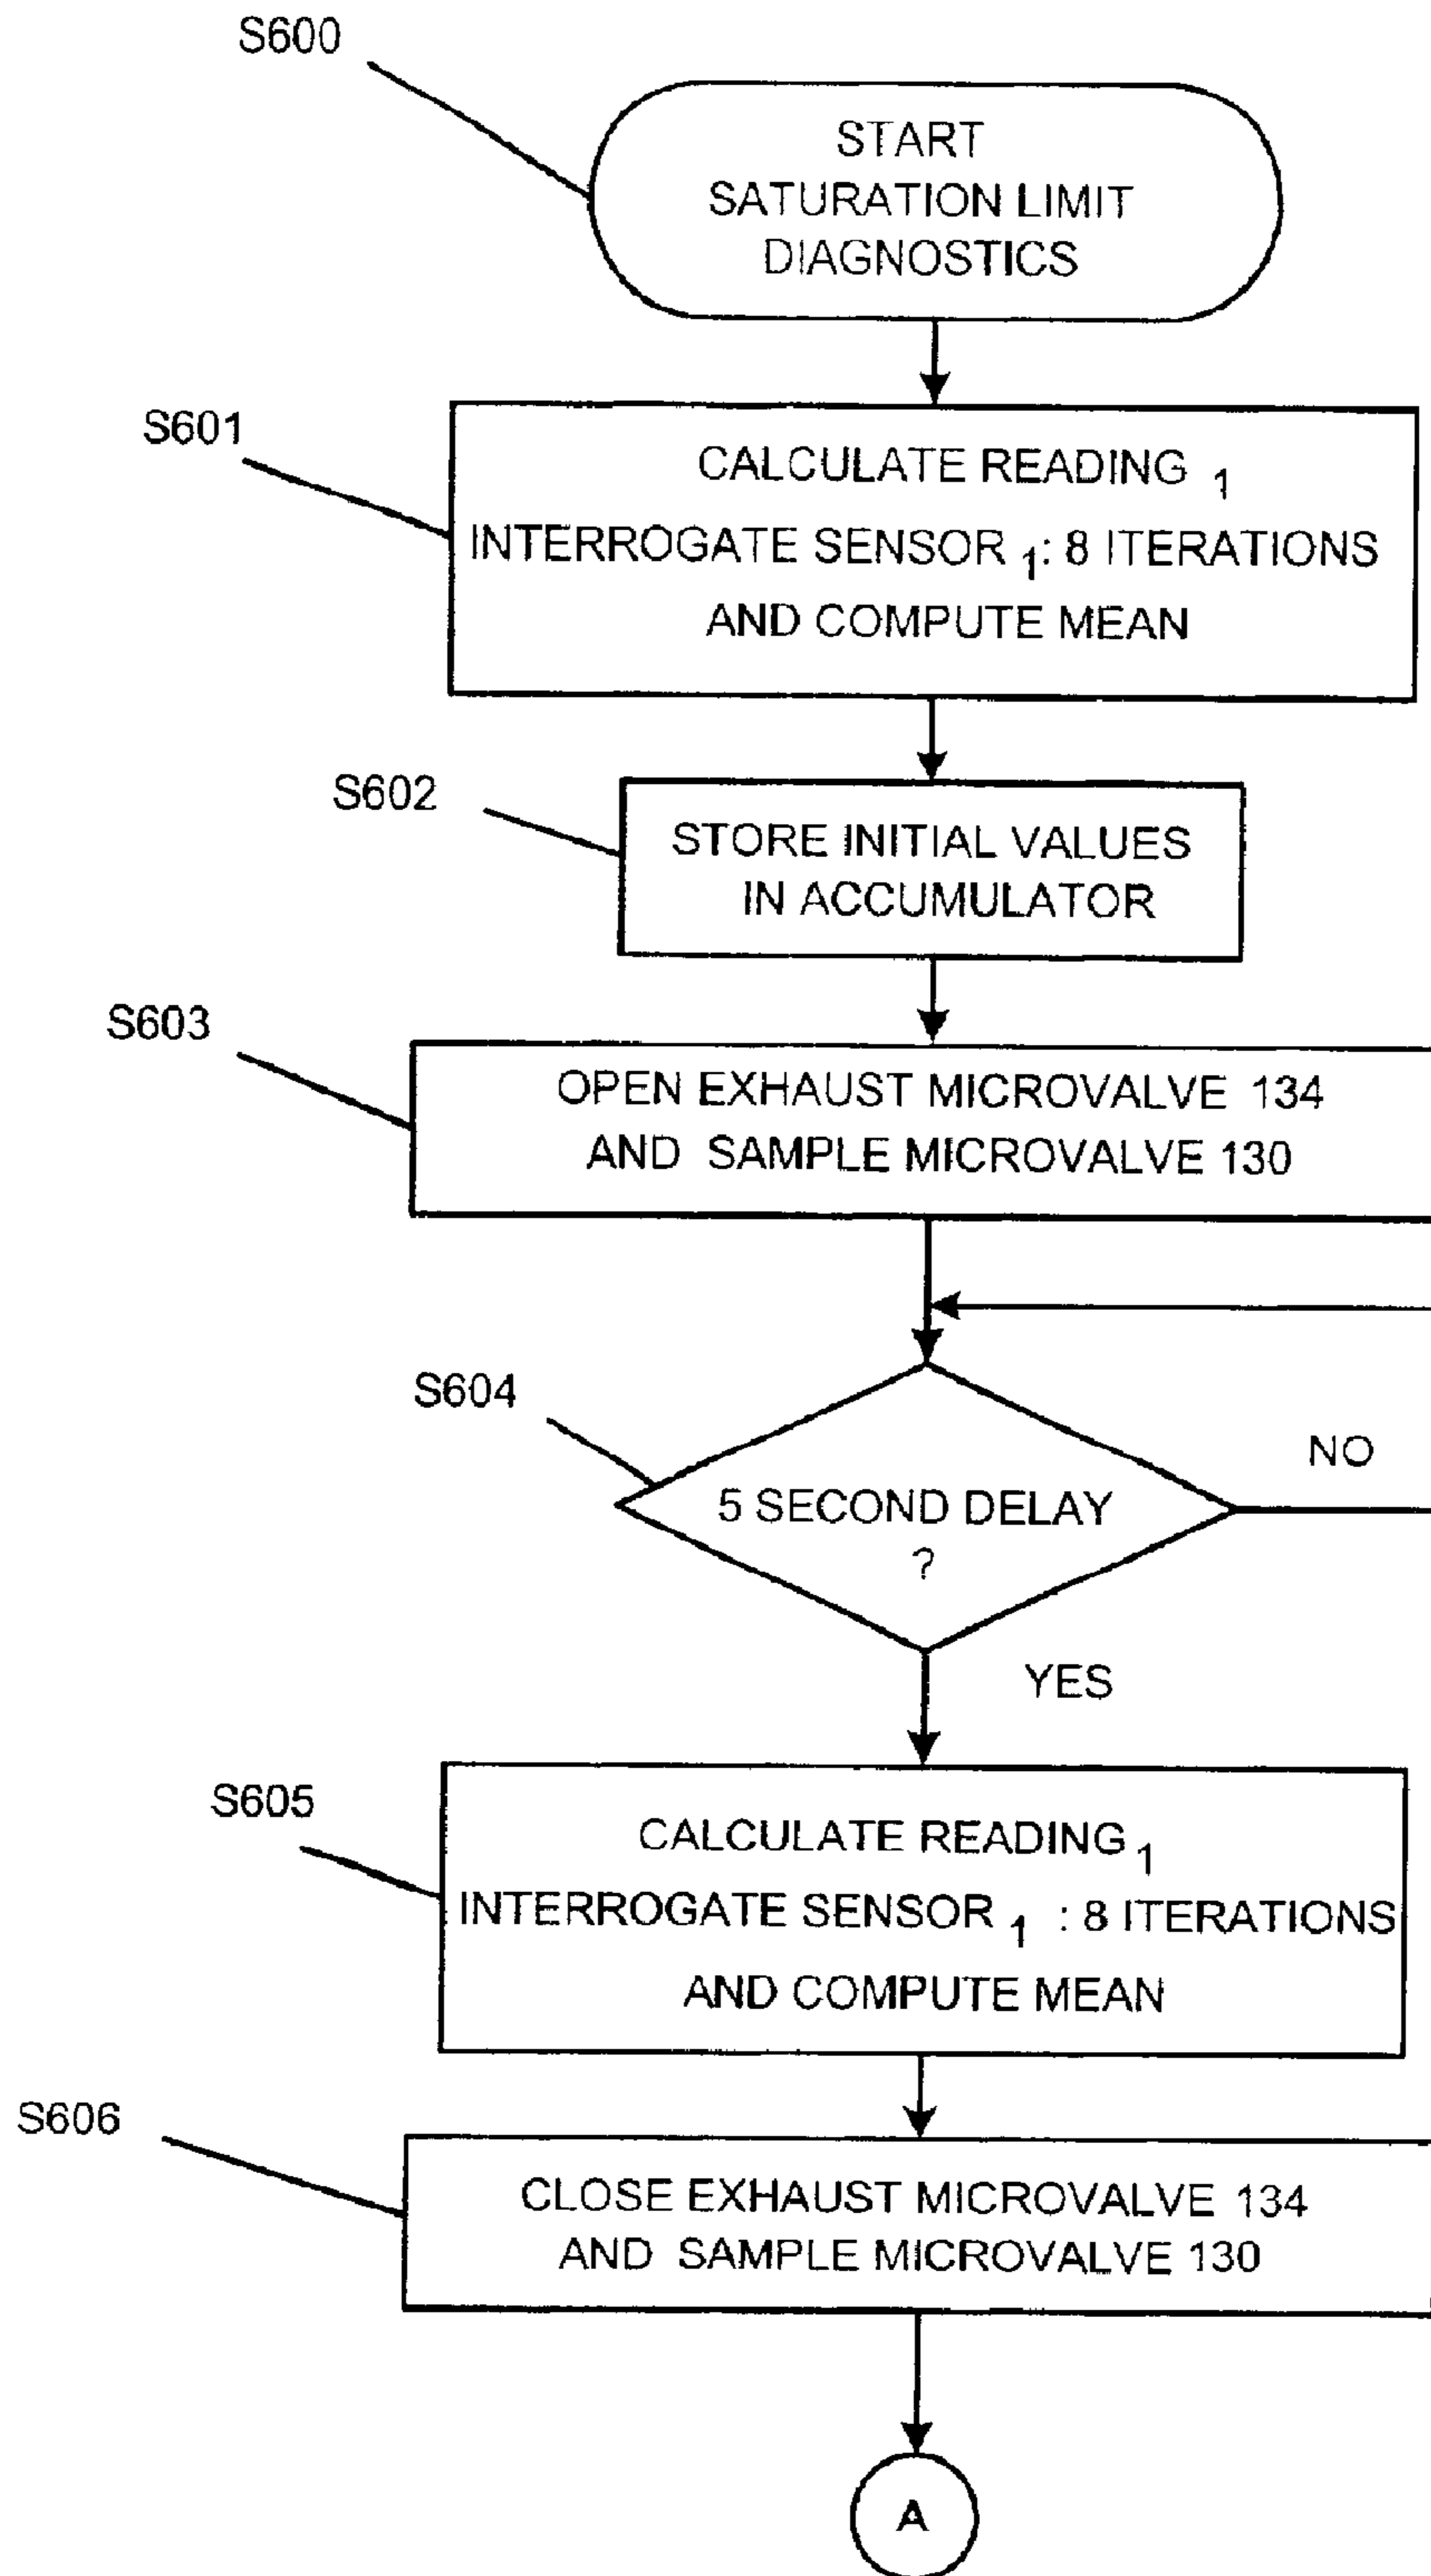 S600
START
SATURATION LIMIT
DIAGNOSTICS
S601
CALCULATE READING 1
INTERROGATE SENSOR 1: 8 ITERATIONS
AND COMPUTE MEAN
S602
STORE INITIAL VALUES
IN ACCUMULATOR
S603
OPEN EXHAUST MICROVALVE 134
AND SAMPLE MICROVALVE 130
S604
5 SECOND DELAY
?
NO
YES
S605
CALCULATE READING 1
INTERROGATE SENSOR 1 : 8 ITERATIONS
AND COMPUTE MEAN
S606
CLOSE EXHAUST MICROVALVE 134
AND SAMPLE MICROVALVE 130
A